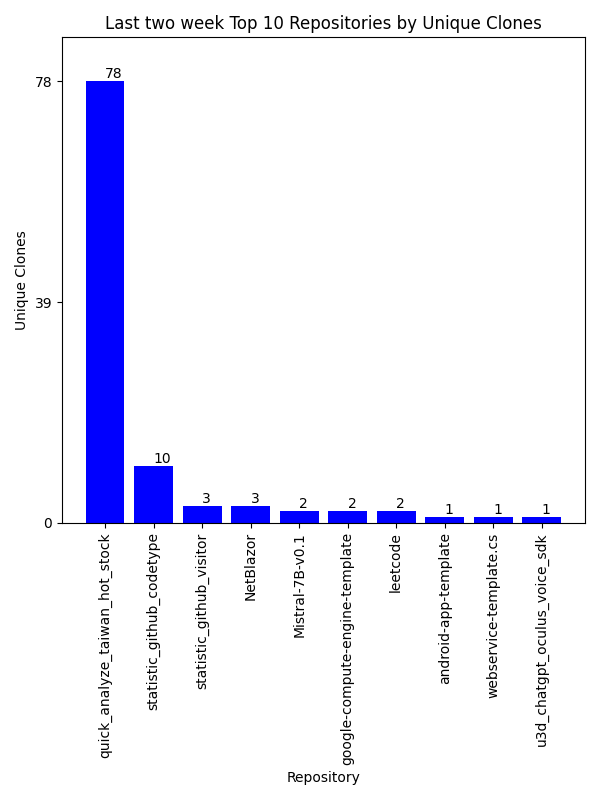 Last two week Top 10 Repositories by Unique Clones
Unique Clones
78
39
0
78
10
3
3
2
2
2
1
1
1
quick_analyze_taiwan_hot_stock
statistic_github_codetype
statistic_github_visitor
NetBlazor
Mistral-7B-v0.1
google-compute-engine-template
leetcode
android-app-template
webservice-template.cs
u3d_chatgpt_oculus_voice_sdk
Repository